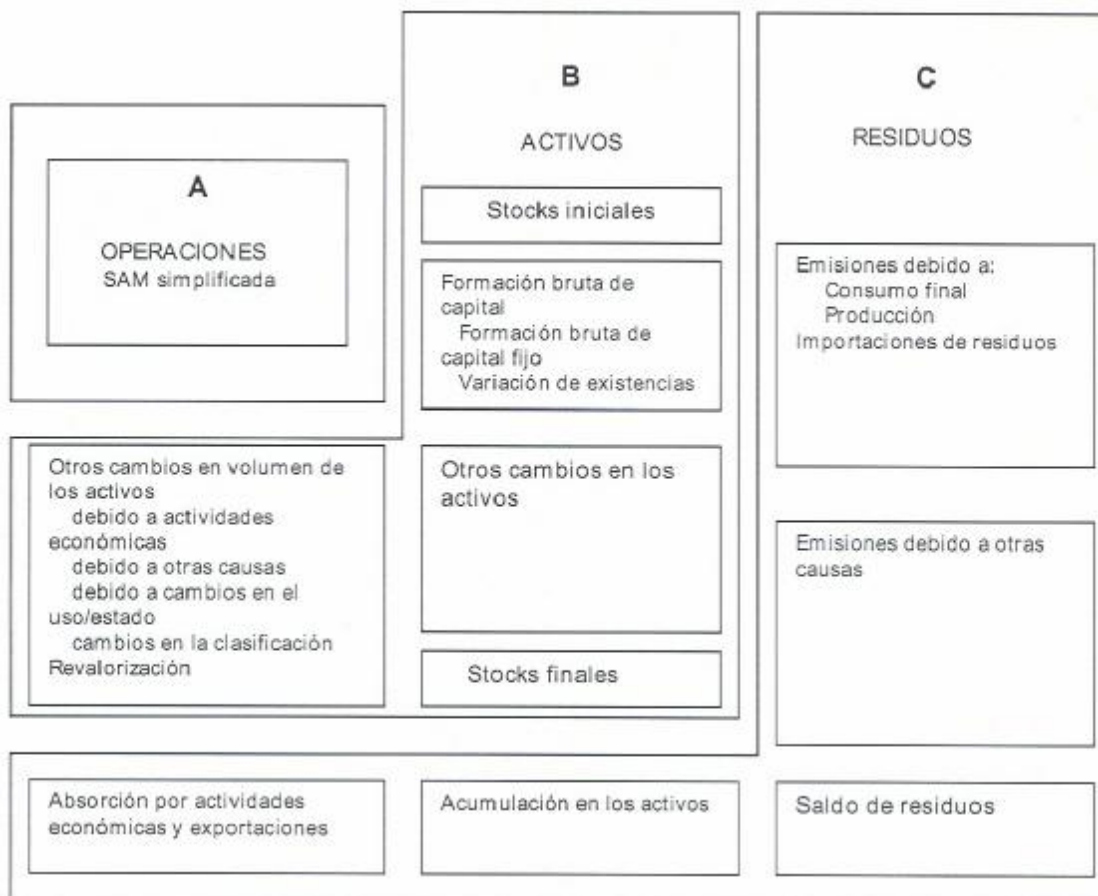 A
OPERACIONES
SAM simplificada
Otros cambios en volumen de
los activos
debido a actividades
económicas
debido a otras causas
debido a cambios en el
uso/estado
cambios en la clasificación
Revalorización
Absorción por actividades
económicas y exportaciones
B
ACTIVOS
Stocks iniciales
Formación bruta de
capital
Formación bruta de
capital fijo
Variación de existencias
Otros cambios en los
activos
Stocks finales
Acumulación en los activos
C
RESIDUOS
Emisiones debido a:
Consumo final
Producción
Importaciones de residuos
Emisiones debido a otras
causas
Saldo de residuos